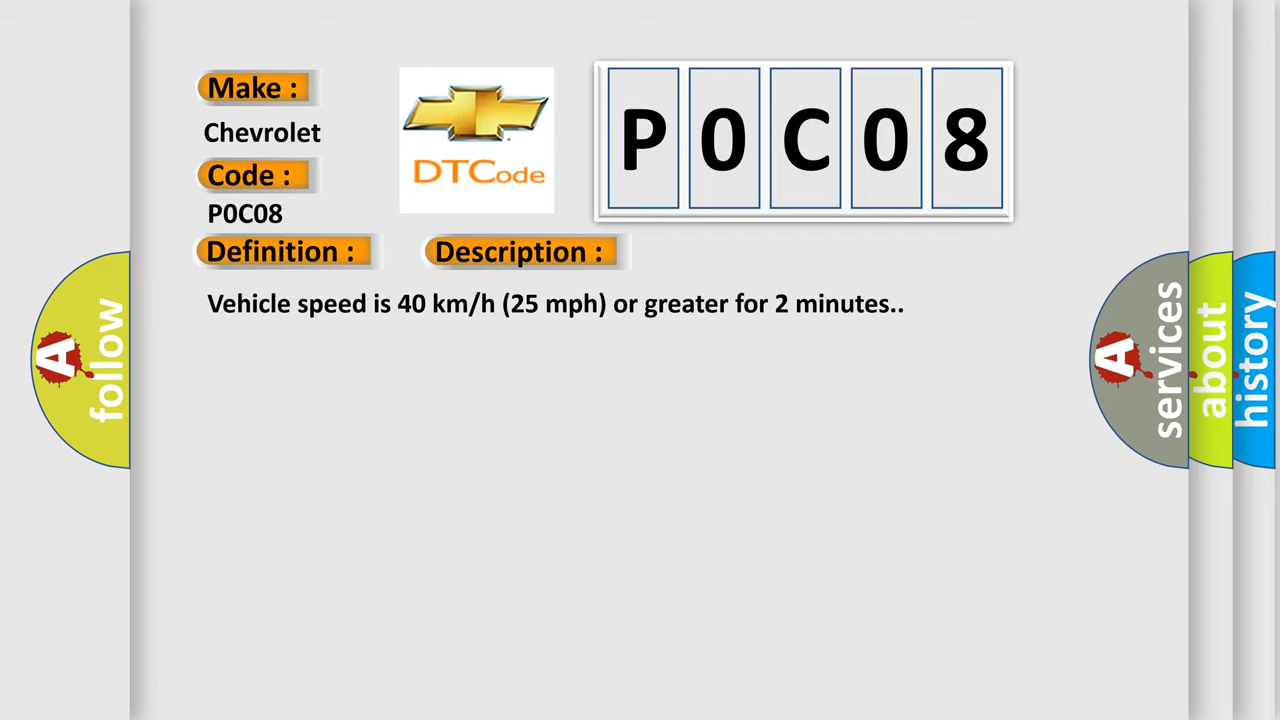 Make :
Chevrolet
Code :
P0C08
Definition :
Description :
Vehicle speed is 40 km/h (25 mph) or greater for 2 minutes..
DTCode
P0C08
A follow
A services
about
history